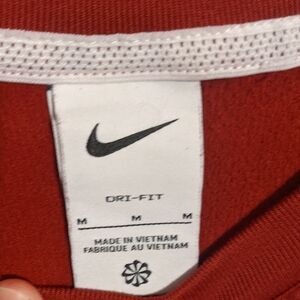 DRI-FIT
M M M
MADE IN VIETNAM
FABRIQUÉ AU VIETNAM